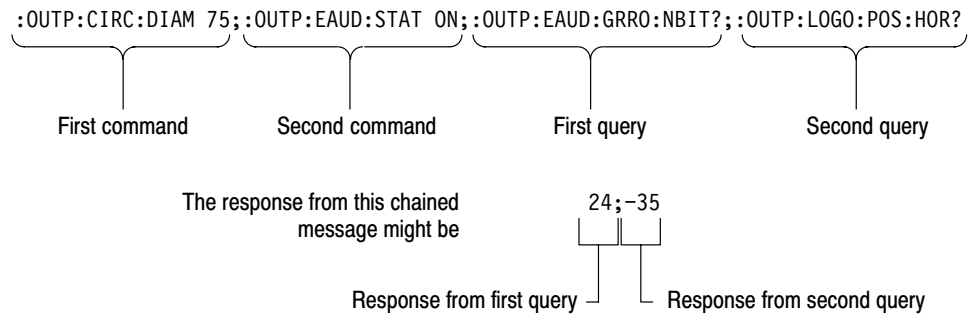 :OUTP:CIRC:DIAM 75;:OUTP:EAUD:STAT ON;:OUTP:EAUD:GRRO:NBIT?;:OUTP:LOGO:POS:HOR?
First command Second command First query Second query
The response from this chained 24;-35
message might be
Response from first query Response from second query